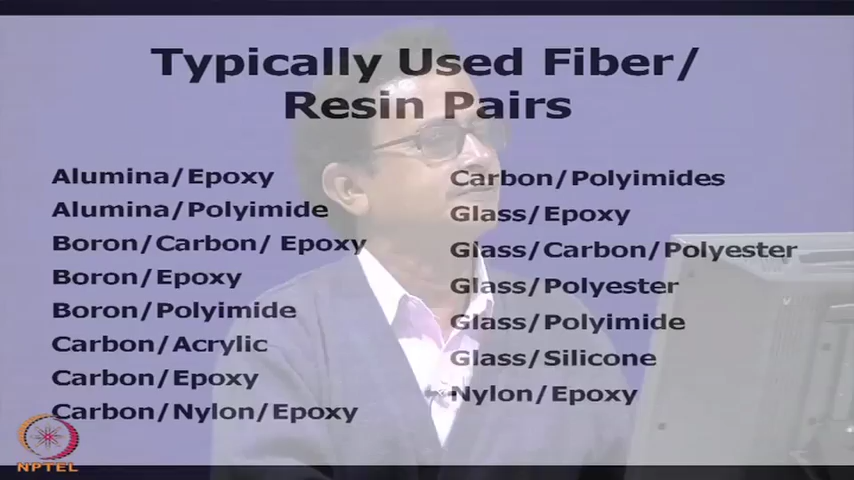 Typically Used Fiber/
Resin Pairs
Alumina/Epoxy
Alumina/Polyimide
Boron/Carbon/ Epoxy
Boron/Epoxy
Boron/Polyimide
Carbon/Acrylic
Carbon/Epoxy
Carbon/Nylon/Epoxy
Carbon/Polyimides
Glass/Epoxy
Glass/Carbon/Polyester
Glass/Polyester
Glass/Polyimide
Glass/Silicone
Nylon/Epoxy
NPTEL